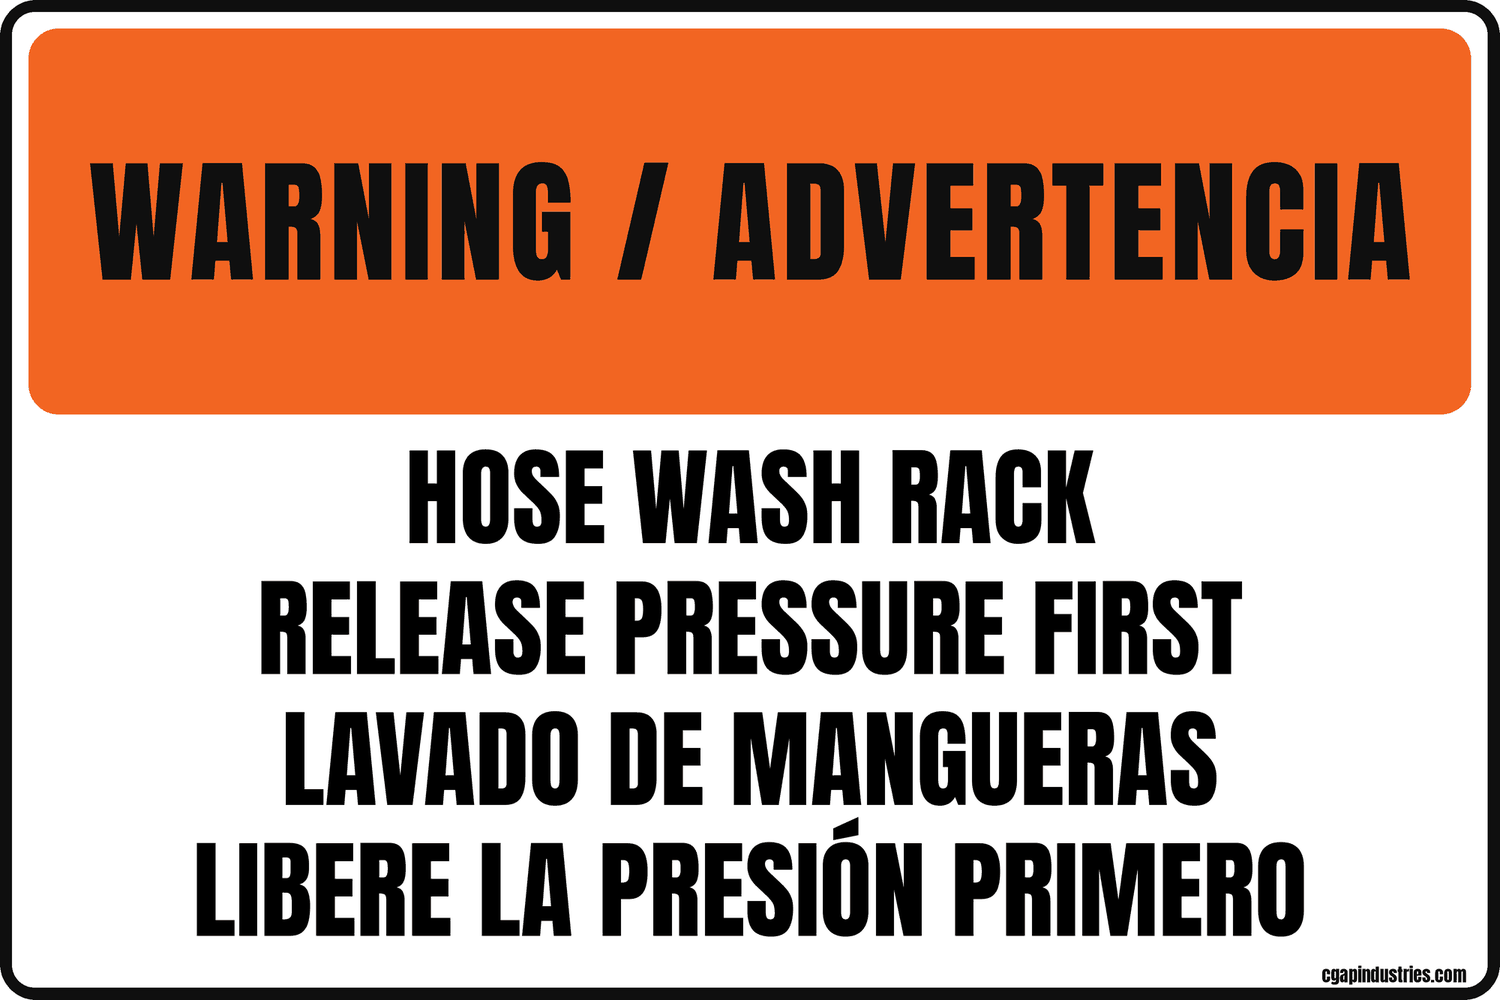 WARNING / ADVERTENCIA
HOSE WASH RACK
RELEASE PRESSURE FIRST
LAVADO DE MANGUERAS
LIBERE LA PRESIÓN PRIMERO
cgapindustries.com